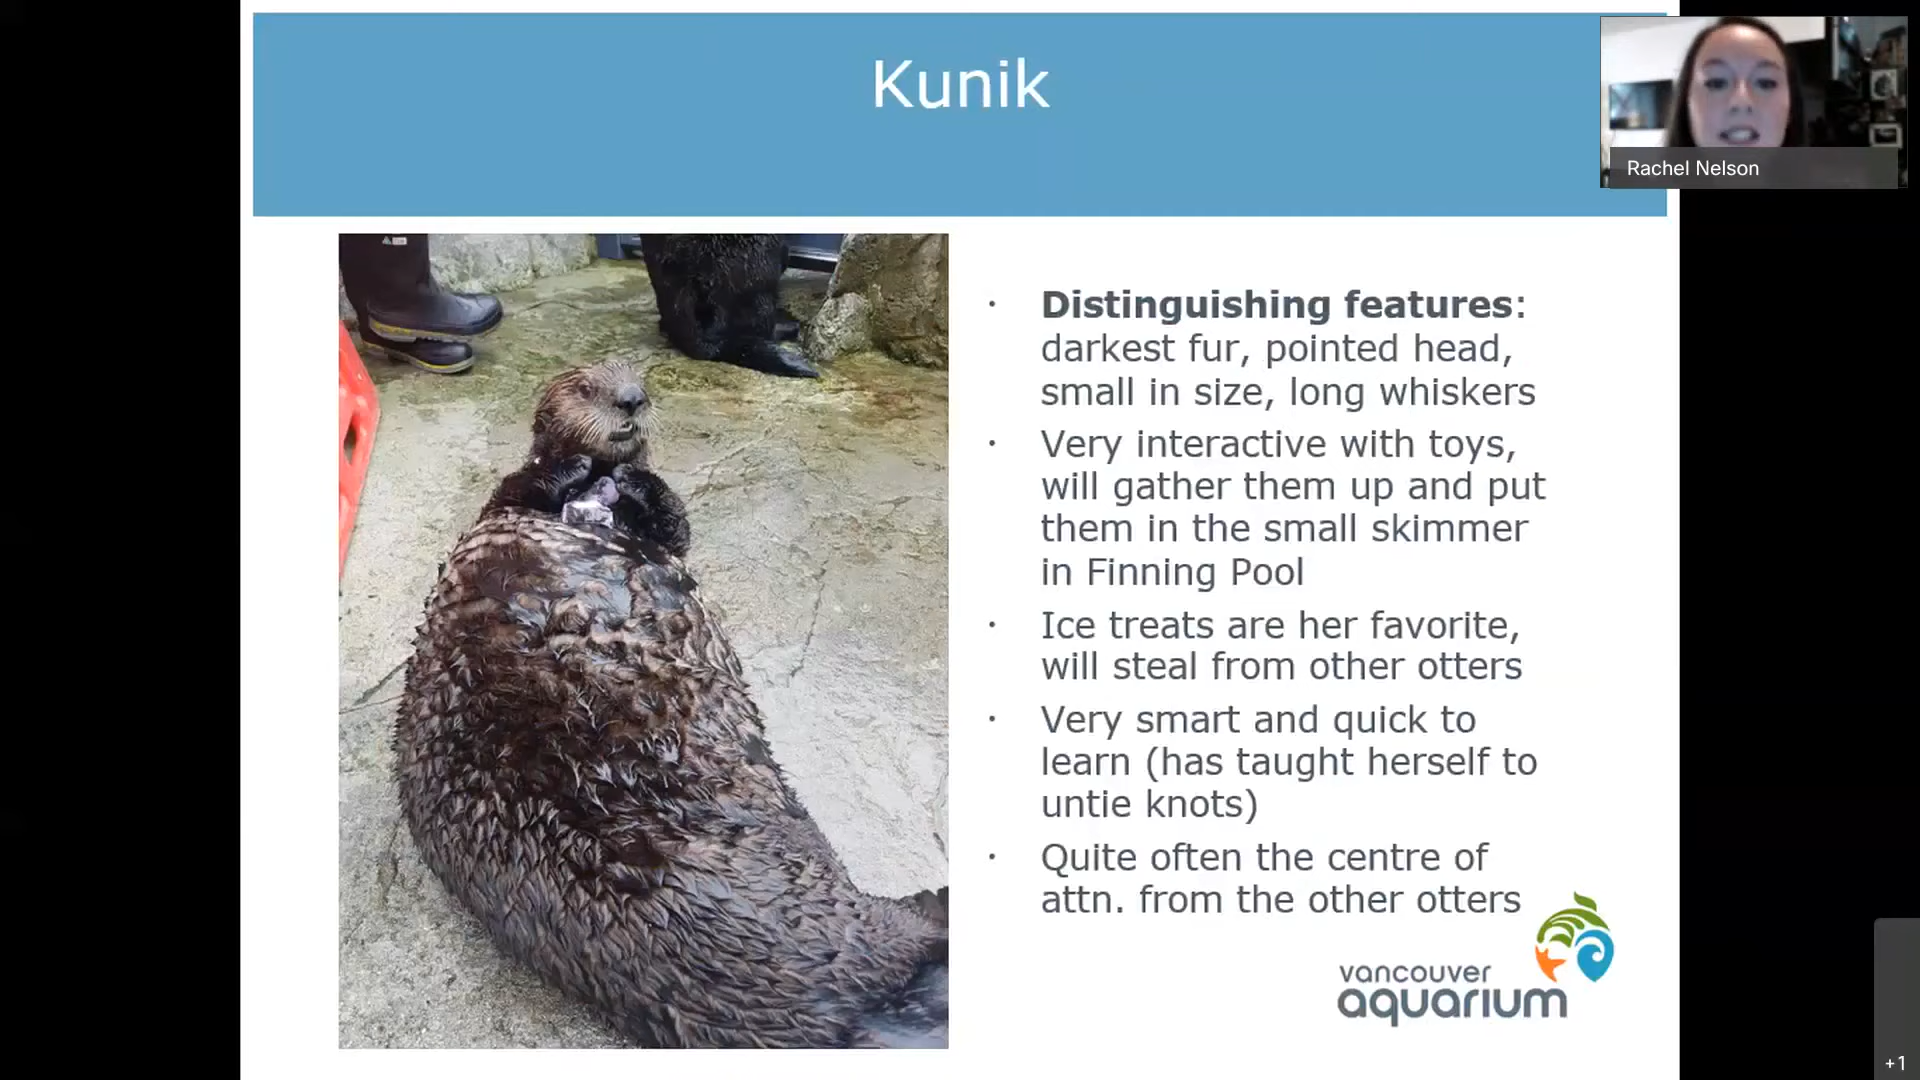 Kunik
Rachel Nelson
· Distinguishing features:
darkest fur, pointed head,
small in size, long whiskers
· Very interactive with toys,
will gather them up and put
them in the small skimmer
in Finning Pool
· Ice treats are her favorite,
will steal from other otters
· Very smart and quick to
learn (has taught herself to
untie knots)
· Quite often the centre of
attn. from the other otters
vancouver
aquarium
+1